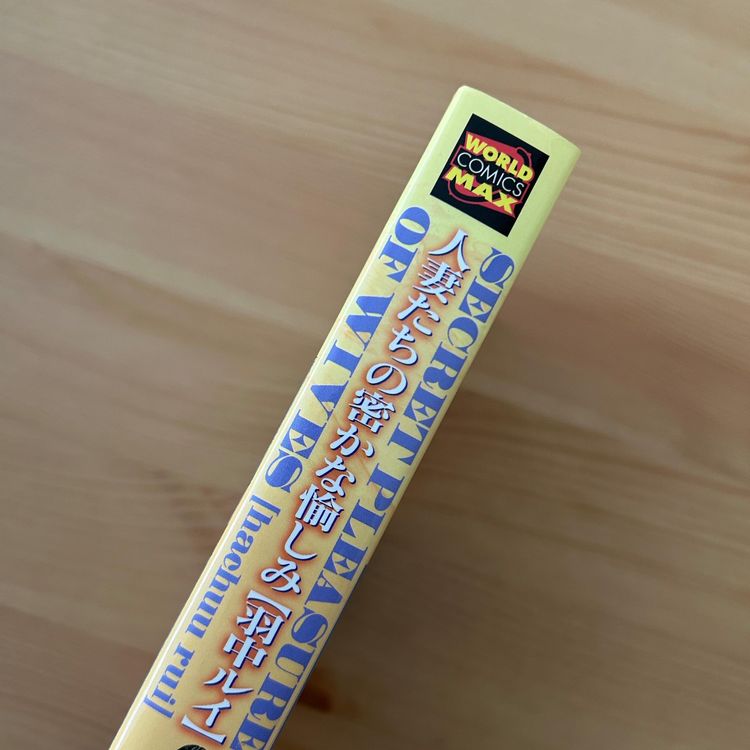 WORLD
COMICS
MAX
SECRET PLEASURE
OF WIVES [hachuu rui]
人妻たちの密かな愉しみ【羽中ルイ】